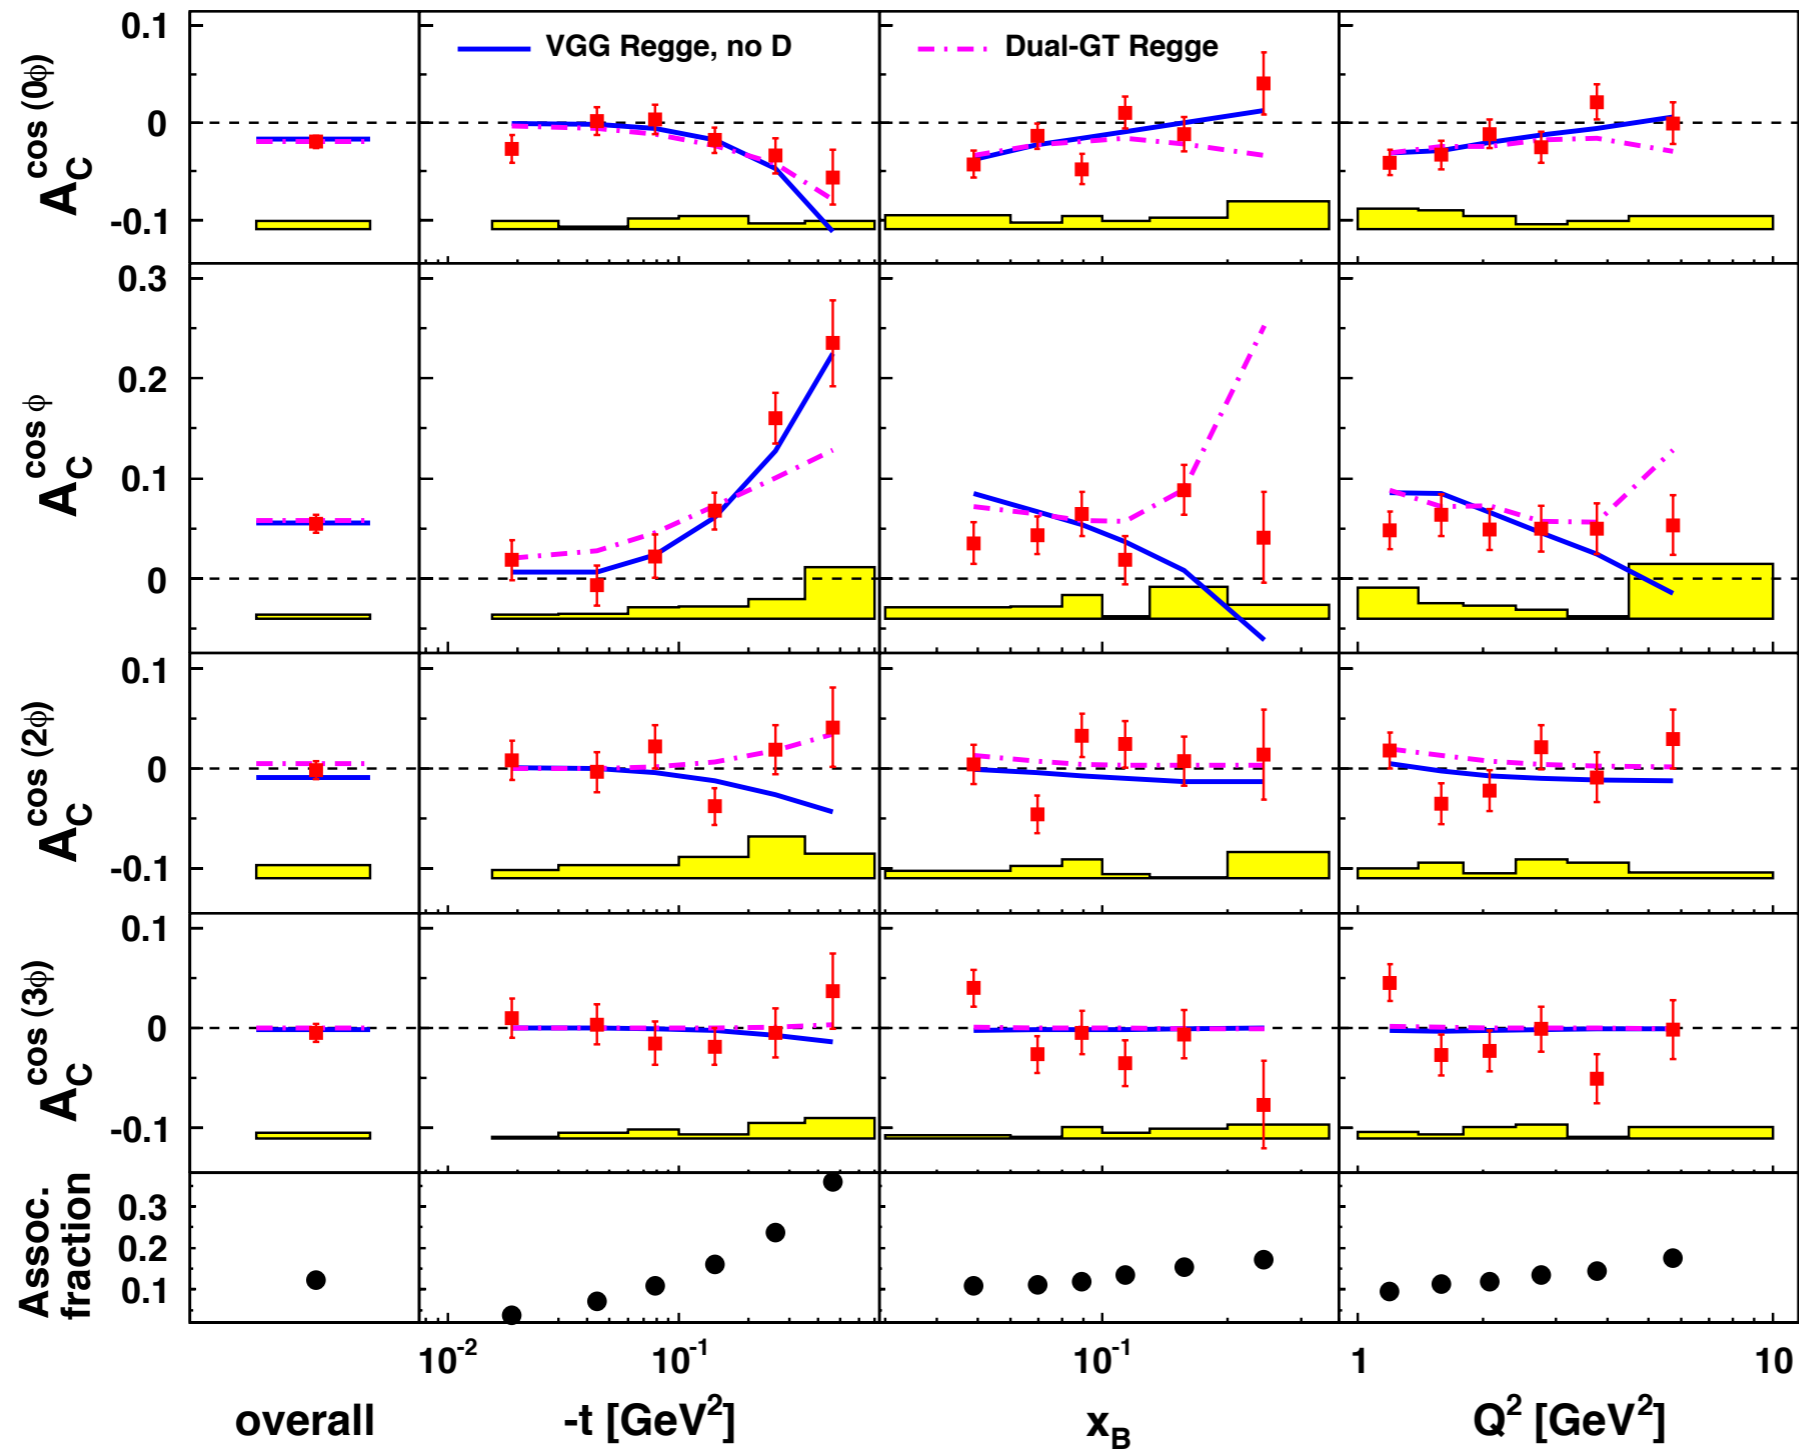 VGG Regge, no D
Dual-GT Regge
A_C^cos (0ϕ)
0.1
0
-0.1
A_C^cos ϕ
0.3
0.2
0.1
0
A_C^cos (2ϕ)
0.1
0
-0.1
A_C^cos (3ϕ)
0.1
0
-0.1
Assoc.
fraction
0.3
0.2
0.1
10^-2 10^-1 10^-1 1 10
overall -t [GeV^2] x_B Q^2 [GeV^2]